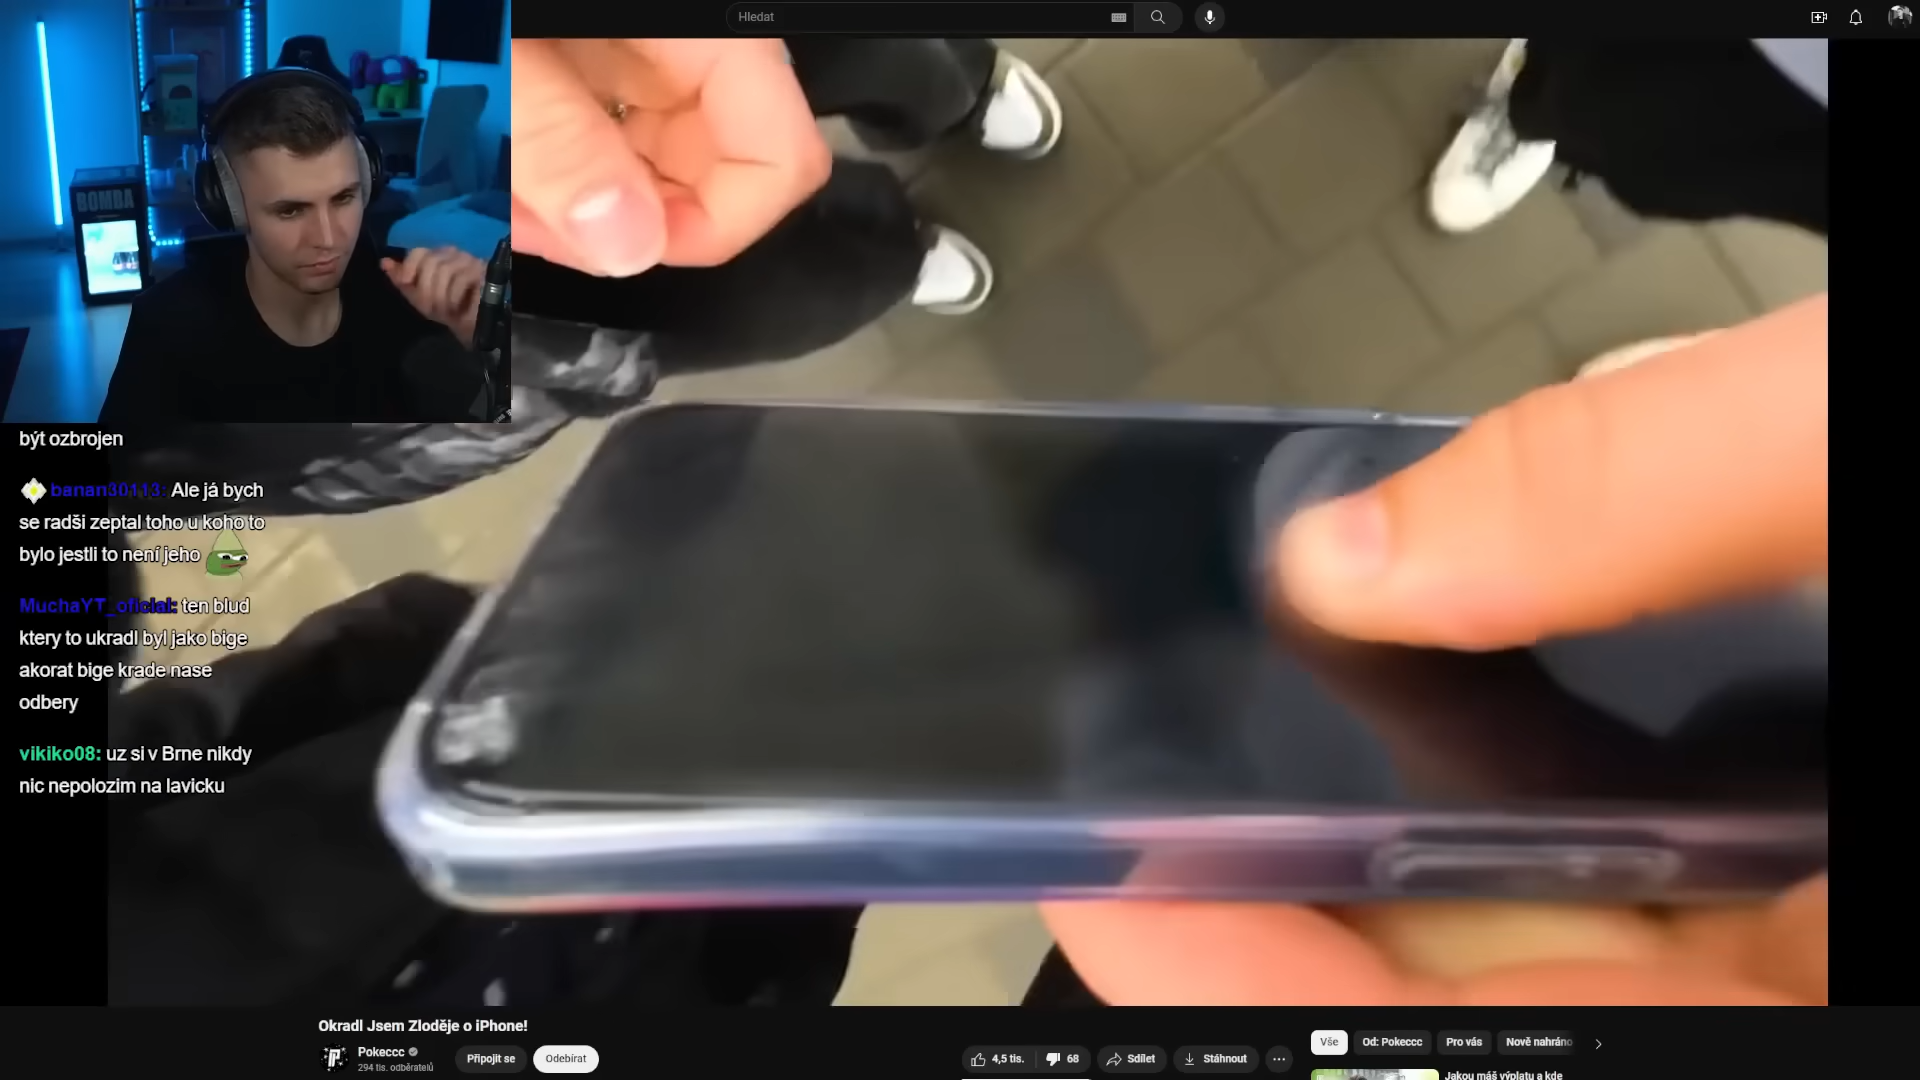 Hledat
BOMBA
být ozbrojen
banan30113: Ale já bych
se radši zeptal toho u koho to
bylo jestli to není jeho
MuchaYT_oficial: ten blud
ktery to ukradl byl jako bige
akorat bige krade nase
odbery
vikiko08: uz si v Brne nikdy
nic nepolozim na lavicku
Okradl Jsem Zloděje o iPhone!
Pokeccc
294 tis. odběratelů
Připojit se
Odebírat
4,5 tis.
68
Sdílet
Stáhnout
Vše
Od: Pokeccc
Pro vás
Nově nahráno
Jakou máš výplatu a kde